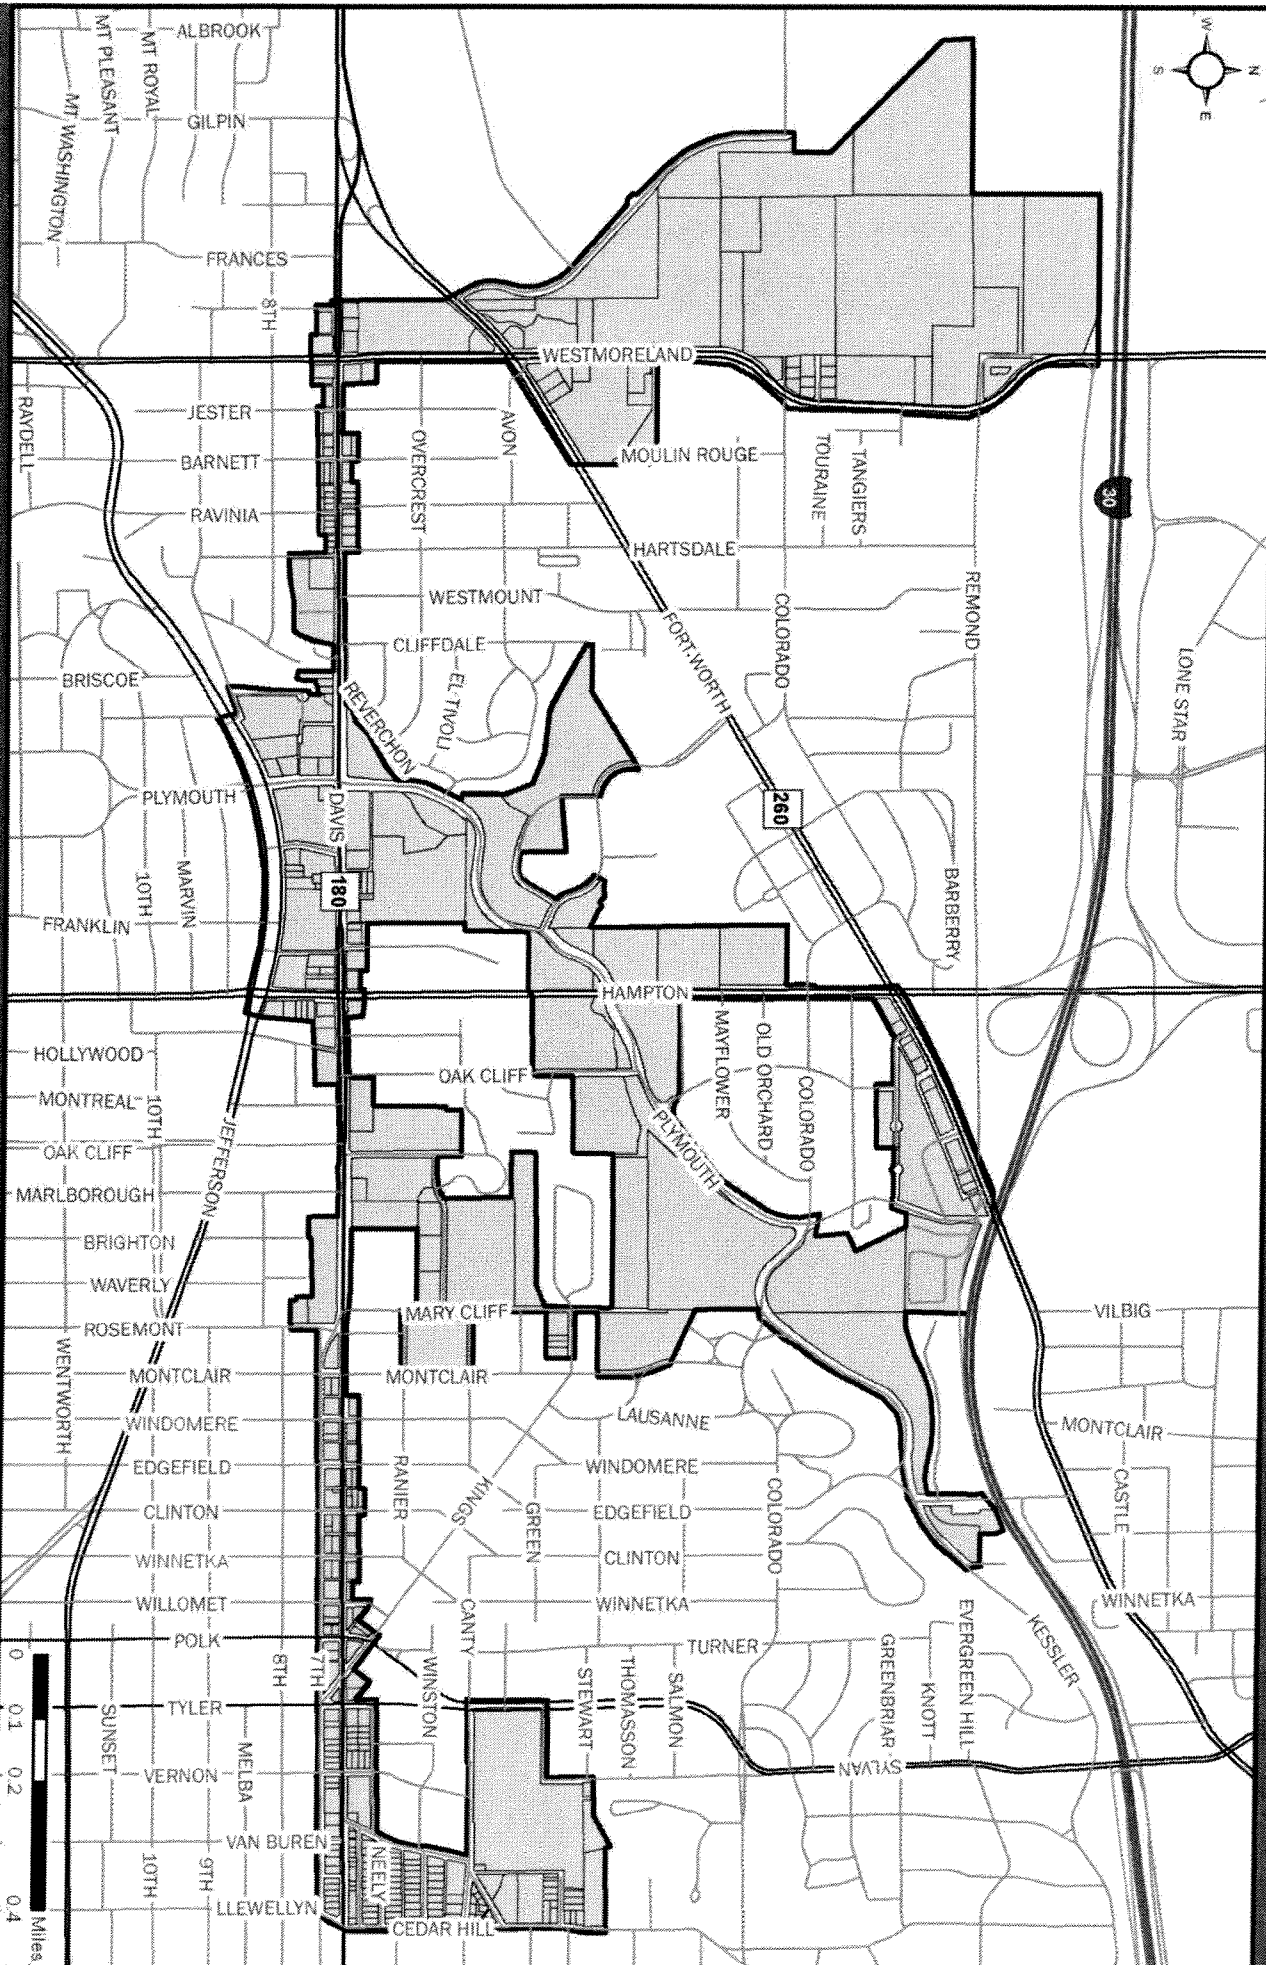 W
N
S
E
ALBROOK
MT PLEASANT
MT ROYAL
GILPIN
MT WASHINGTON
FRANCES
8TH
WESTMORELAND
RAYDELL
JESTER
AVON
BARNETT
OVERCREST
MOULIN ROUGE
TOURAINE
TANGIERS
30
RAVINIA
HARTSDALE
WESTMOUNT
COLORADO
REMOND
CLIFFDALE
FORT WORTH
BRISCOE
EL TIVOLI
LONE STAR
REVERCHON
PLYMOUTH
DAVIS
260
10TH
MARVIN
180
BARBERRY
FRANKLIN
HAMPTON
HOLLYWOOD
MAYFLOWER
OLD ORCHARD
OAK CLIFF
COLORADO
MONTREAL
10TH
PLYMOUTH
OAK CLIFF
JEFFERSON
MARLBOROUGH
BRIGHTON
WAVERLY
MARY CLIFF
VILBIG
ROSEMONT
WENTWORTH
MONTCLAIR
MONTCLAIR
LAUSANNE
WINDOMERE
MONTCLAIR
EDGEFIELD
RANIER
WINDOMERE
CLINTON
KINGS
GREEN
EDGEFIELD
COLORADO
CASTLE
WINNETKA
CLINTON
WILLOMET
CANTY
WINNETKA
WINNETKA
POLK
TURNER
GREENBRIAR
EVERGREEN HILL
KESSLER
8TH
7TH
WINSTON
STEWART
THOMASSON
SALMON
KNOTT
TYLER
SUNSET
VERNON
MELBA
SYLVAN
VAN BUREN
NEELY
10TH
9TH
LLEWELLYN
CEDAR HILL
0
0.1
0.2
0.4
Miles